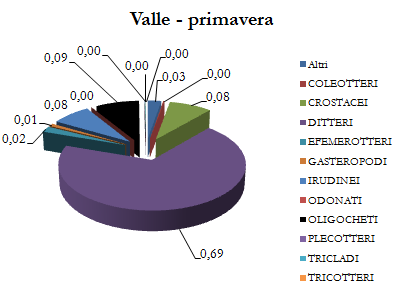 Valle - primavera
0,00
0,00
0,09
0,00
0,00
0,03
0,00
0,08
0,08
0,01
0,02
0,69
Altri
COLEOTTERI
CROSTACEI
DITTERI
EFEMEROTTERI
GASTEROPODI
IRUDINEI
ODONATI
OLIGOCHETI
PLECOTTERI
TRICLADI
TRICOTTERI